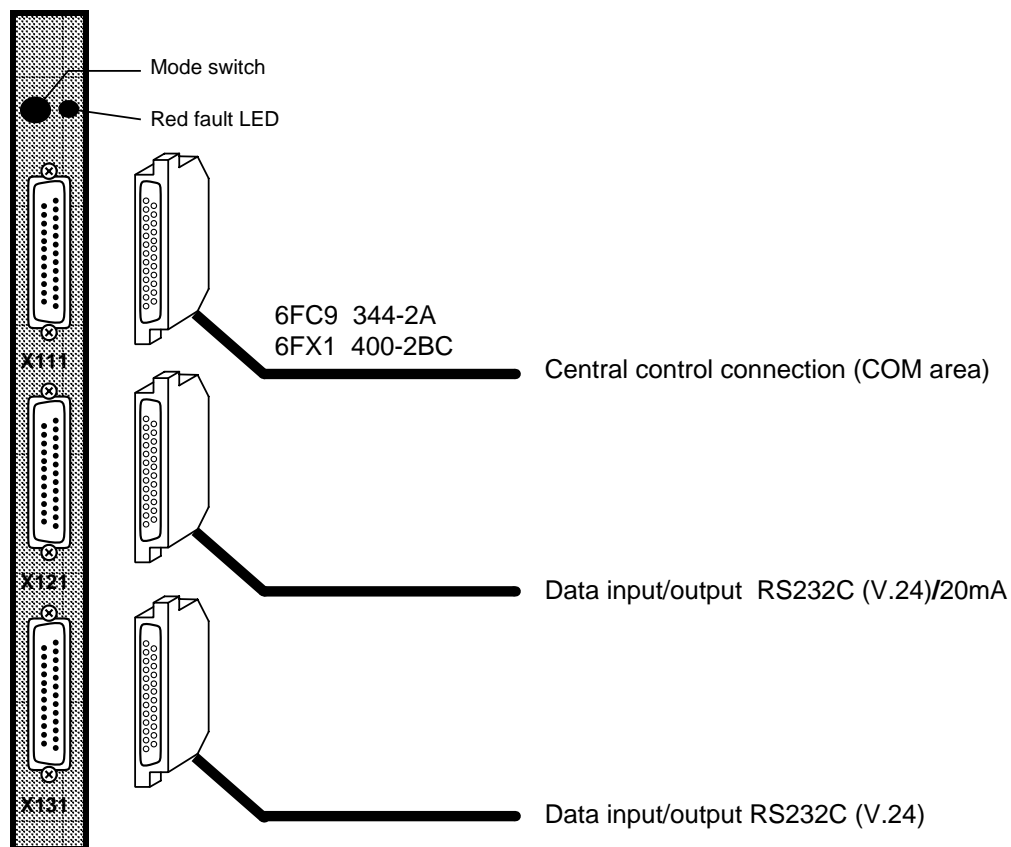 Mode switch
Red fault LED
6FC9 344-2A
6FX1 400-2BC
X111
Central control connection (COM area)
X121
Data input/output RS232C (V.24)/20mA
X131
Data input/output RS232C (V.24)